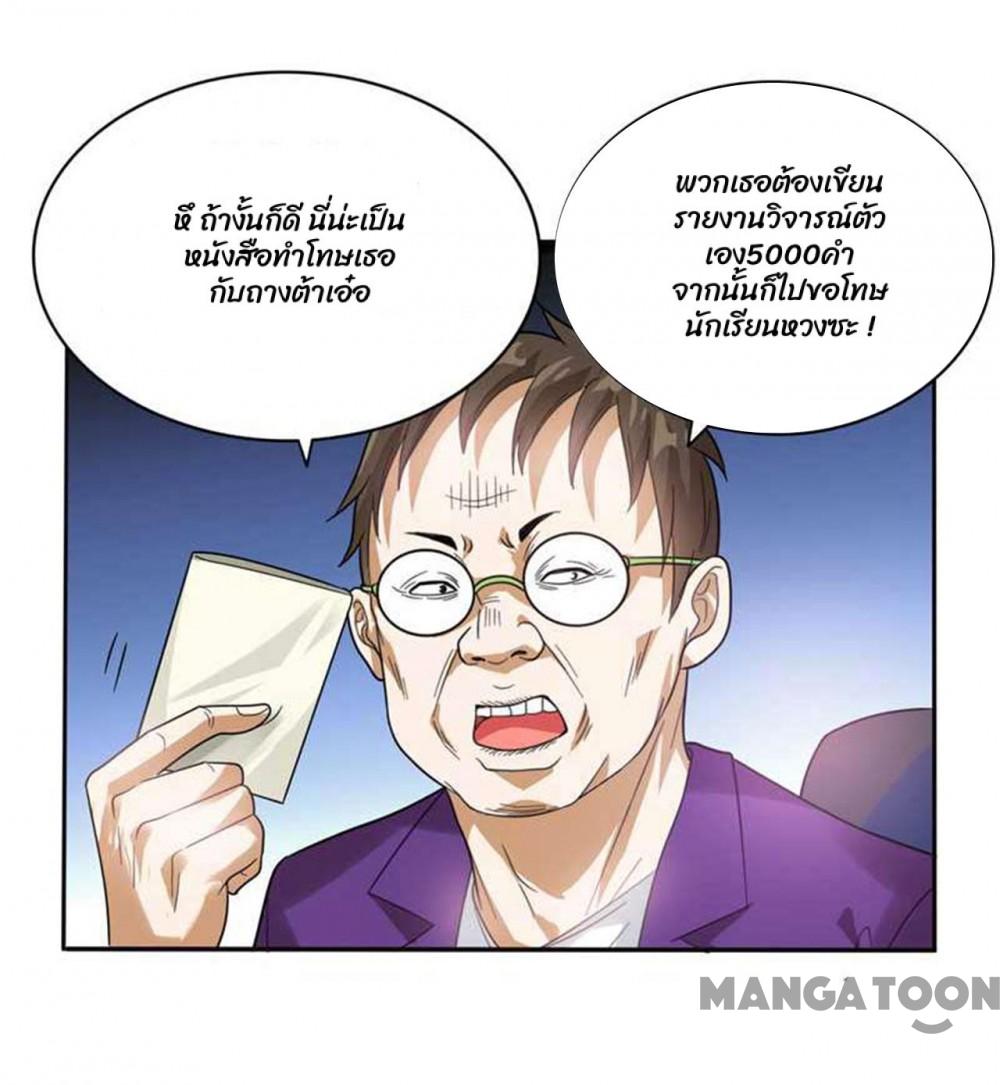 หึ ถ้างั้นก็ดี นี่น่ะเป็น
หนังสือทำโทษเธอ
กับถางต้าเอ๋อ
พวกเธอต้องเขียน
รายงานวิจารณ์ตัว
เอง5000คำ
จากนั้นก็ไปขอโทษ
นักเรียนหวงซะ !
MANGATOON